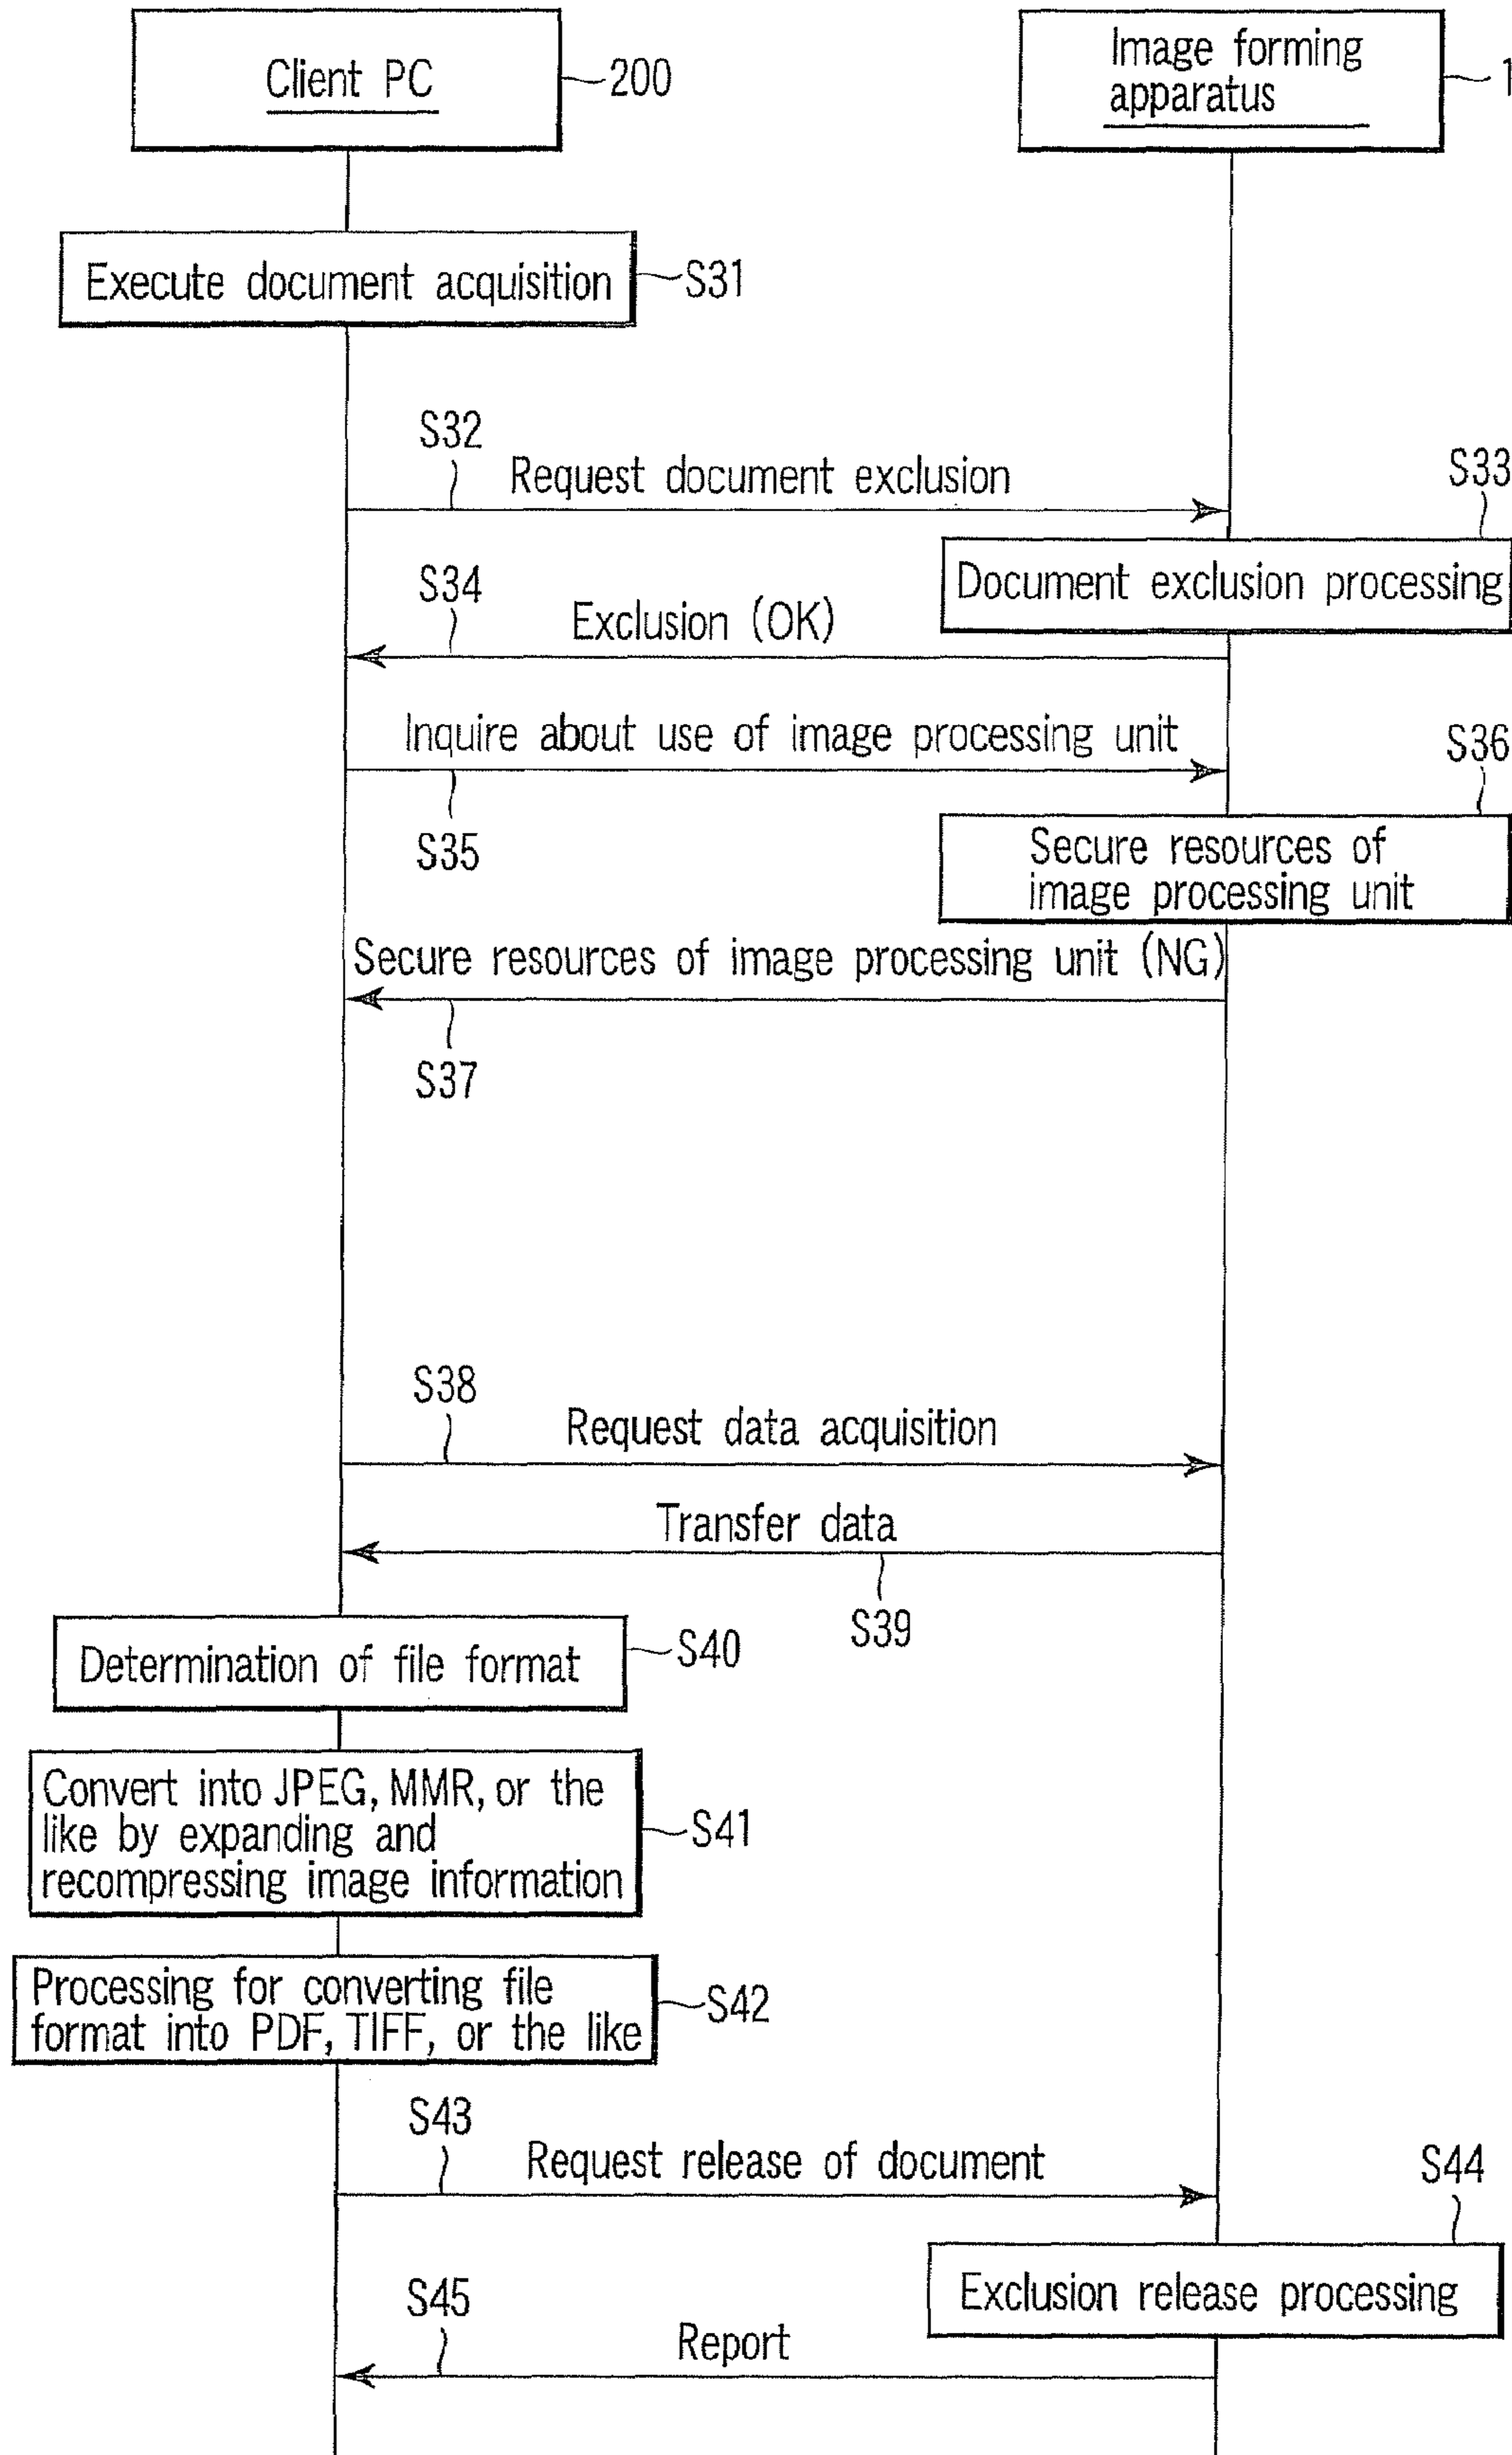 Client PC
200
Image forming
apparatus
1
Execute document acquisition
S31
S32
Request document exclusion
S33
Document exclusion processing
S34
Exclusion (OK)
Inquire about use of image processing unit
S35
S36
Secure resources of
image processing unit
Secure resources of image processing unit (NG)
S37
S38
Request data acquisition
Transfer data
S39
Determination of file format
S40
Convert into JPEG, MMR, or the
like by expanding and
recompressing image information
S41
Processing for converting file
format into PDF, TIFF, or the like
S42
S43
Request release of document
S44
Exclusion release processing
S45
Report